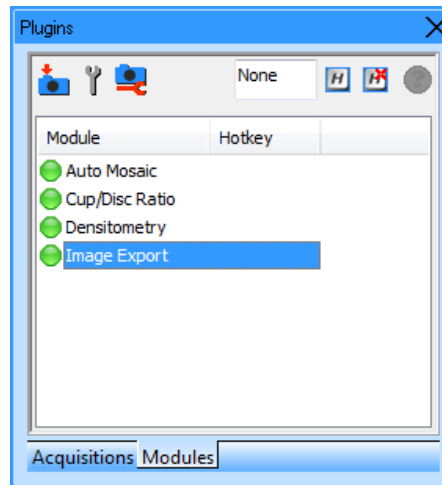 Plugins
None H H
Module Hotkey
Auto Mosaic
Cup/Disc Ratio
Densitometry
Image Export
Acquisitions Modules